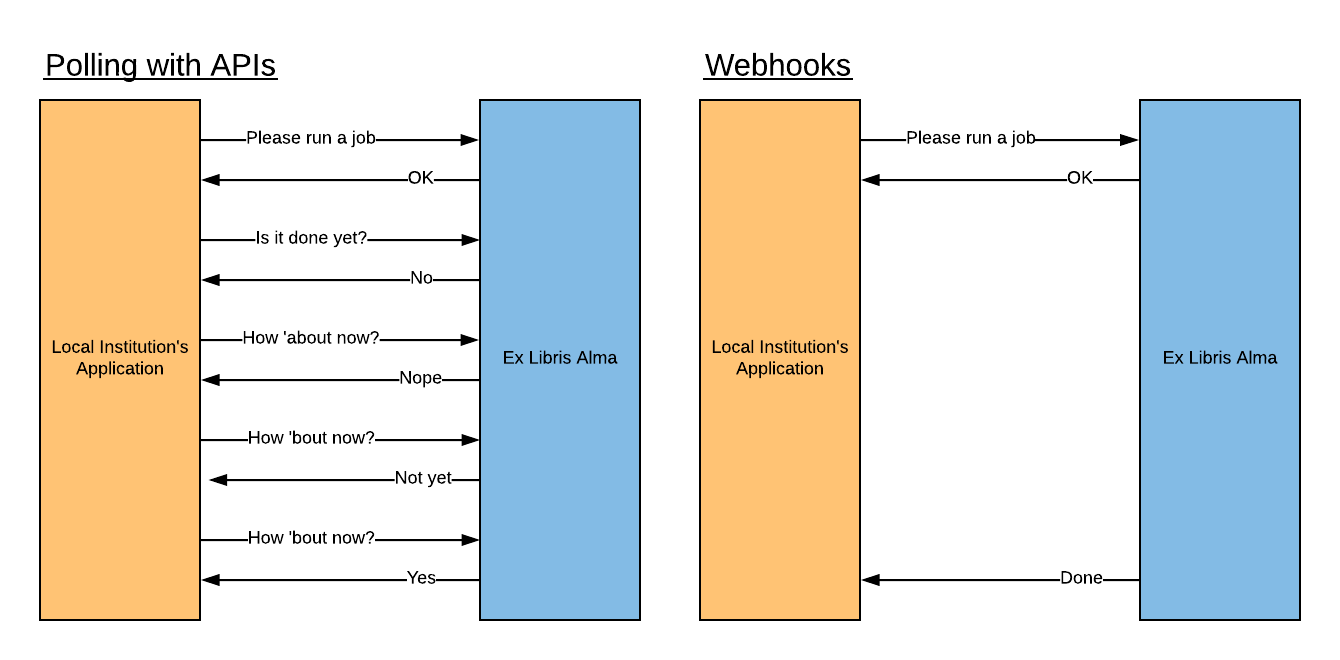 Polling with APIs
Please run a job
OK
Is it done yet?
No
How 'about now?
Nope
How 'bout now?
Not yet
How 'bout now?
Yes
Local Institution's
Application
Ex Libris Alma
Webhooks
Please run a job
OK
Done
Local Institution's
Application
Ex Libris Alma